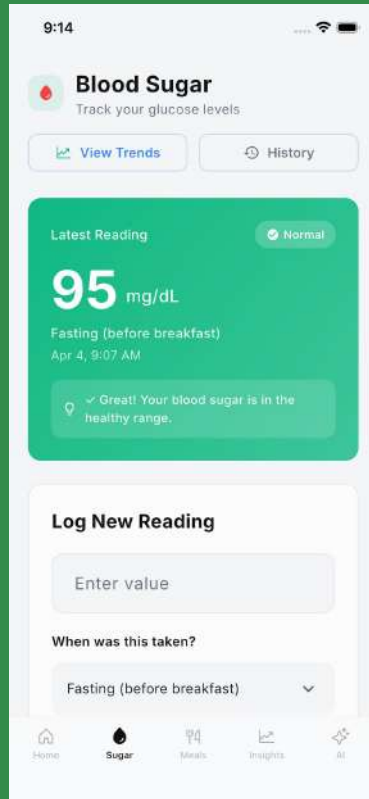 9:14
Blood Sugar
Track your glucose levels
View Trends
History
Latest Reading
Normal
95 mg/dL
Fasting (before breakfast)
Apr 4, 9:07 AM
✓ Great! Your blood sugar is in the
healthy range.
Log New Reading
Enter value
When was this taken?
Fasting (before breakfast)
Home
Sugar
Meals
Insights
AI